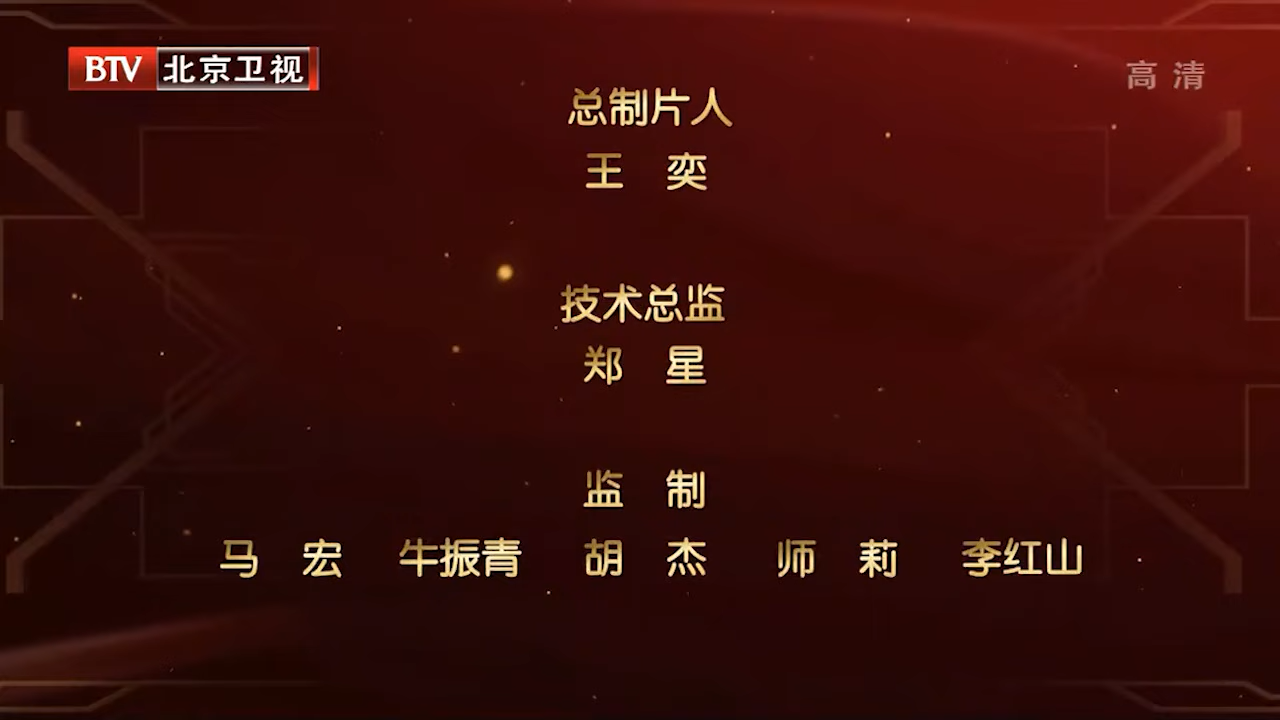 BTV 北京卫视
高清
总制片人
王 奕
技术总监
郑 星
监 制
马 宏 牛振青 胡 杰 师 莉 李红山